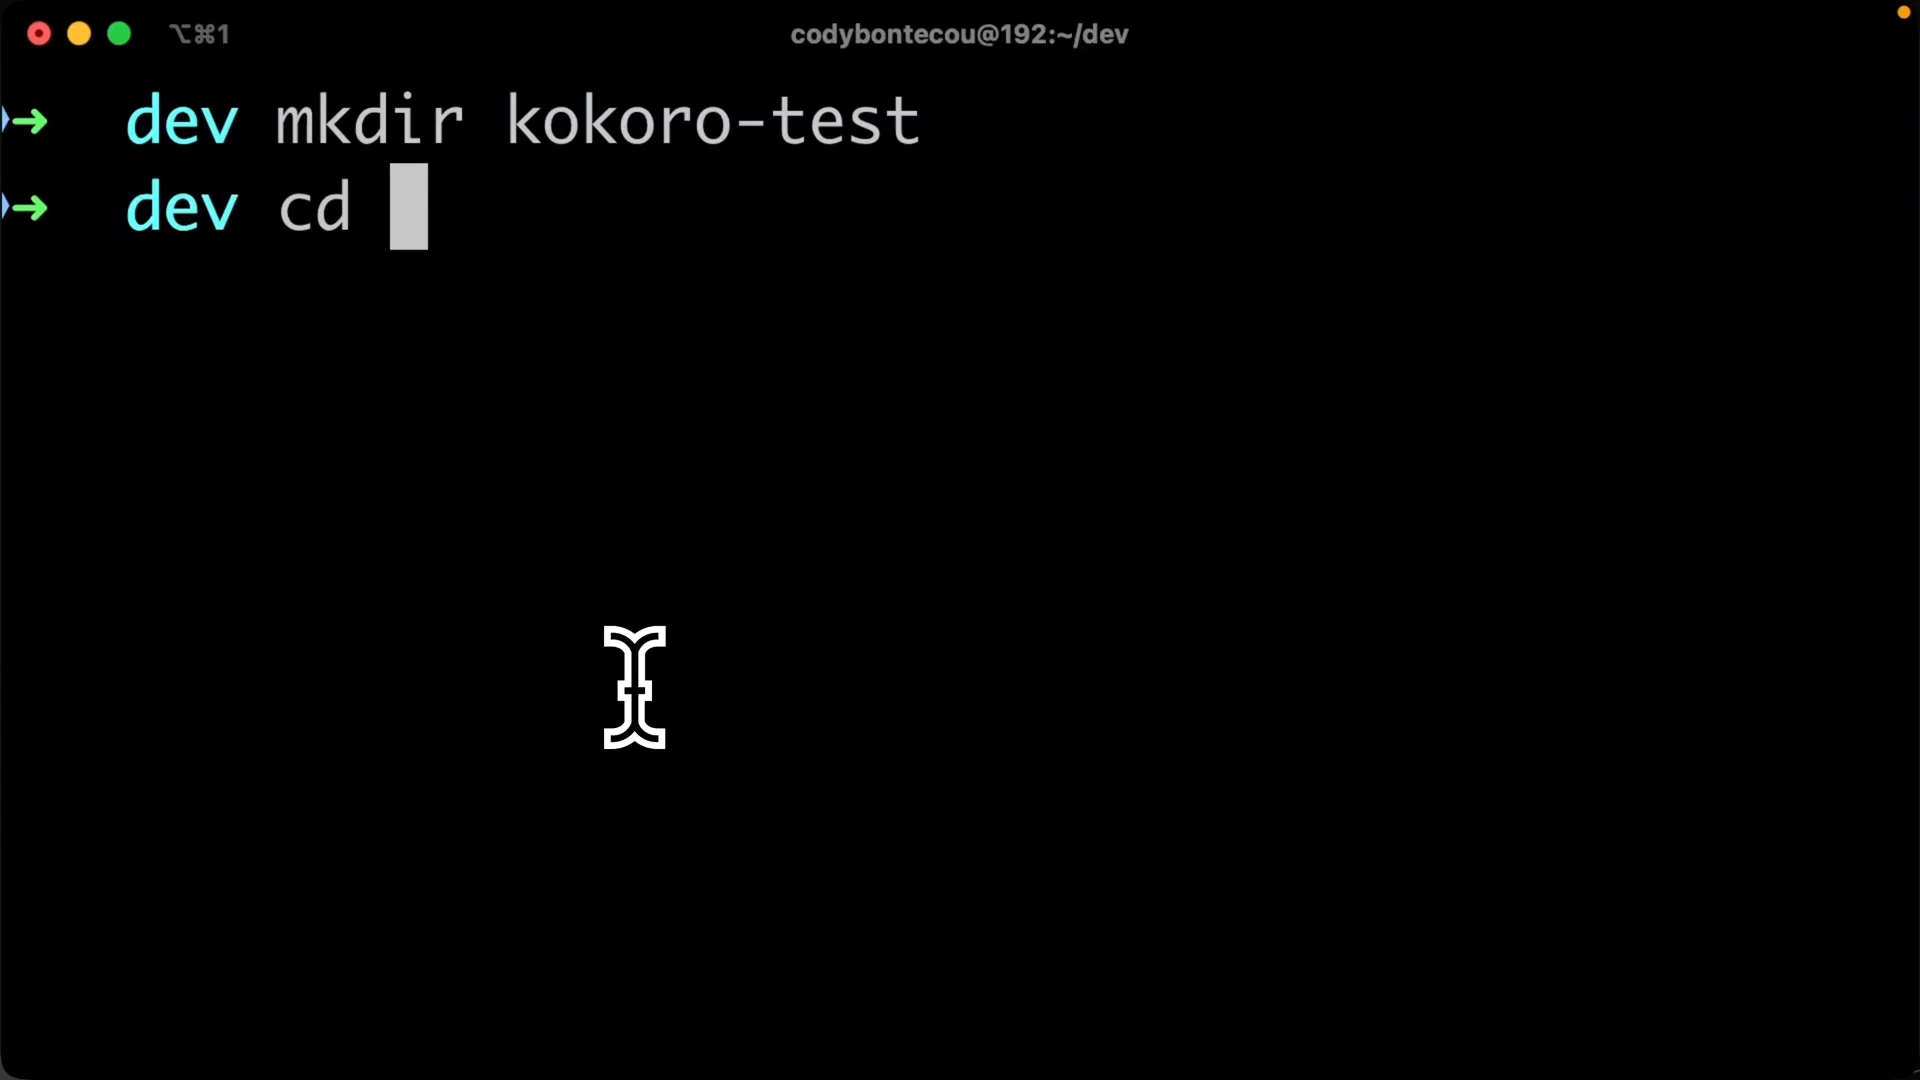 ⌥⌘1
codybontecou@192:~/dev
➜ dev mkdir kokoro-test
➜ dev cd